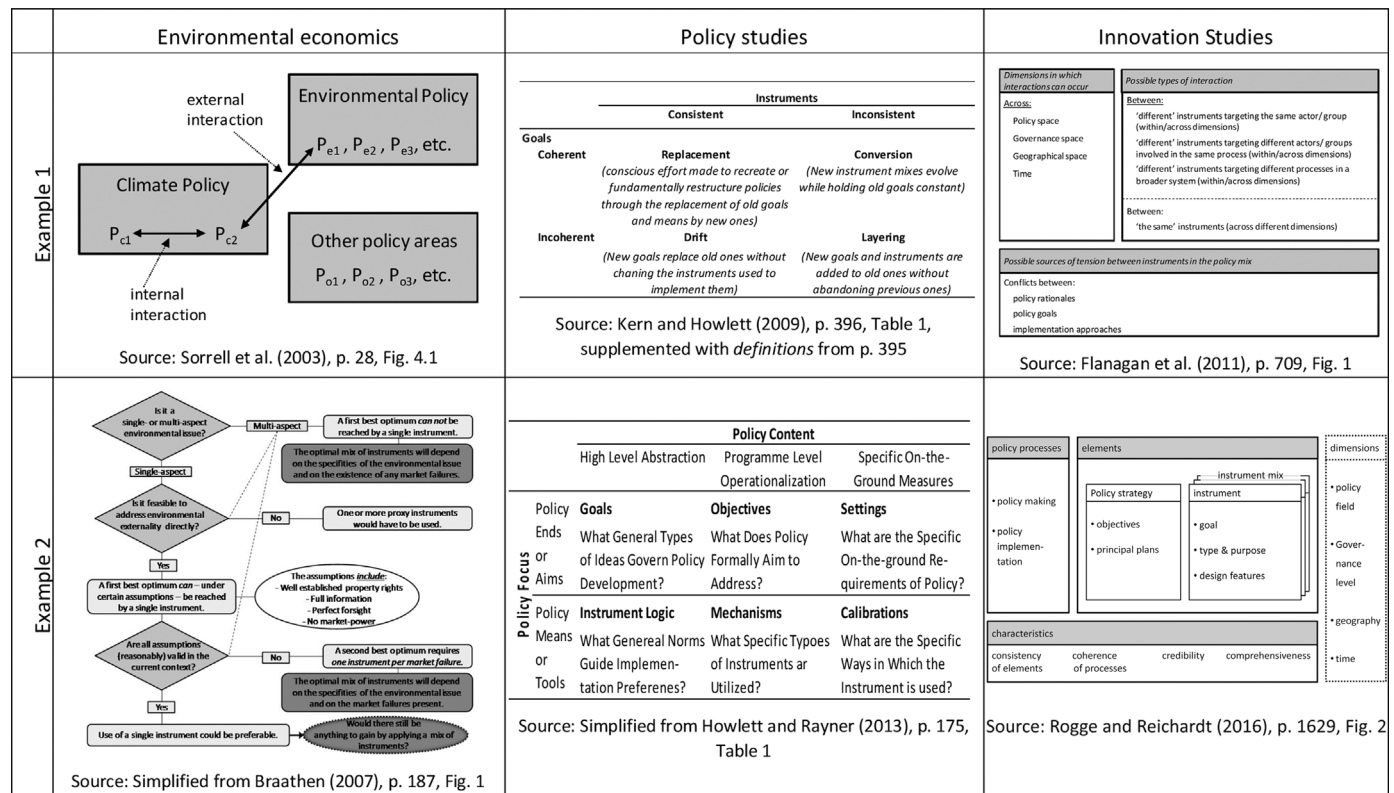 Environmental economics
Policy studies
Innovation Studies
Example 1
external
interaction
Environmental Policy
Pe1 , Pe2 , Pe3, etc.
Climate Policy
Pc1
Pc2
Other policy areas
Po1, Po2 , Po3, etc.
internal
interaction
Source: Sorrell et al. (2003), p. 28, Fig. 4.1
Instruments
Consistent
Inconsistent
Goals
Coherent
Replacement
(conscious effort made to recreate or
fundamentally restructure policies
through the replacement of old goals
and means by new ones)
Conversion
(New instrument mixes evolve
while holding old goals constant)
Incoherent
Drift
(New goals replace old ones without
chaning the instruments used to
implement them)
Layering
(New goals and instruments are
added to old ones without
abandoning previous ones)
Source: Kern and Howlett (2009), p. 396, Table 1,
supplemented with definitions from p. 395
Dimensions in which
interactions can occur
Across:
Policy space
Governance space
Geographical space
Time
Possible types of interaction
Between:
'different' instruments targeting the same actor/ group
(within/across dimensions)
'different' instruments targeting different actors/ groups
involved in the same process (within/across dimensions)
'different' instruments targeting different processes in a
broader system (within/across dimensions)
Between:
'the same' instruments (across different dimensions)
Possible sources of tension between instruments in the policy mix
Conflicts between:
policy rationales
policy goals
implementation approaches
Source: Flanagan et al. (2011), p. 709, Fig. 1
Example 2
Is it a
single- or multi-aspect
environmental issue?
Multi-aspect
A first best optimum can not be
reached by a single instrument.
The optimal mix of instruments will depend
on the specifities of the environmental issue
and on the existence of any market failures.
Single-aspect
Is it feasible to
address environmental
externality directly?
No
One or more proxy instruments
would have to be used.
Yes
A first best optimum can – under
certain assumptions – be reached
by a single instrument.
The assumptions include:
- Well established property rights
- Full information
- Perfect forsight
- No market-power
Are all assumptions
(reasonably) valid in the
current context?
No
A second best optimum requires
one instrument per market failure.
The optimal mix of instruments will depend
on the specifities of the environmental issue
and on the market failures present.
Yes
Use of a single instrument could be preferable.
Would there still be
anything to gain by applying a mix of
instruments?
Source: Simplified from Braathen (2007), p. 187, Fig. 1
Policy Content
High Level Abstraction
Programme Level
Operationalization
Specific On-the-
Ground Measures
Policy Focus
Policy
Ends
or
Aims
Goals
What General Types
of Ideas Govern Policy
Development?
Objectives
What Does Policy
Formally Aim to
Address?
Settings
What are the Specific
On-the-ground Re-
quirements of Policy?
Policy
Means
or
Tools
Instrument Logic
What Genereal Norms
Guide Implemen-
tation Preferenes?
Mechanisms
What Specific Typoes
of Instruments ar
Utilized?
Calibrations
What are the Specific
Ways in Which the
Instrument is used?
Source: Simplified from Howlett and Rayner (2013), p. 175,
Table 1
policy processes
• policy making
• policy
implemen-
tation
elements
Policy strategy
• objectives
• principal plans
instrument mix
instrument
• goal
• type & purpose
• design features
dimensions
• policy
field
• Gover-
nance
level
• geography
• time
characteristics
consistency
of elements
coherence
of processes
credibility
comprehensiveness
Source: Rogge and Reichardt (2016), p. 1629, Fig. 2